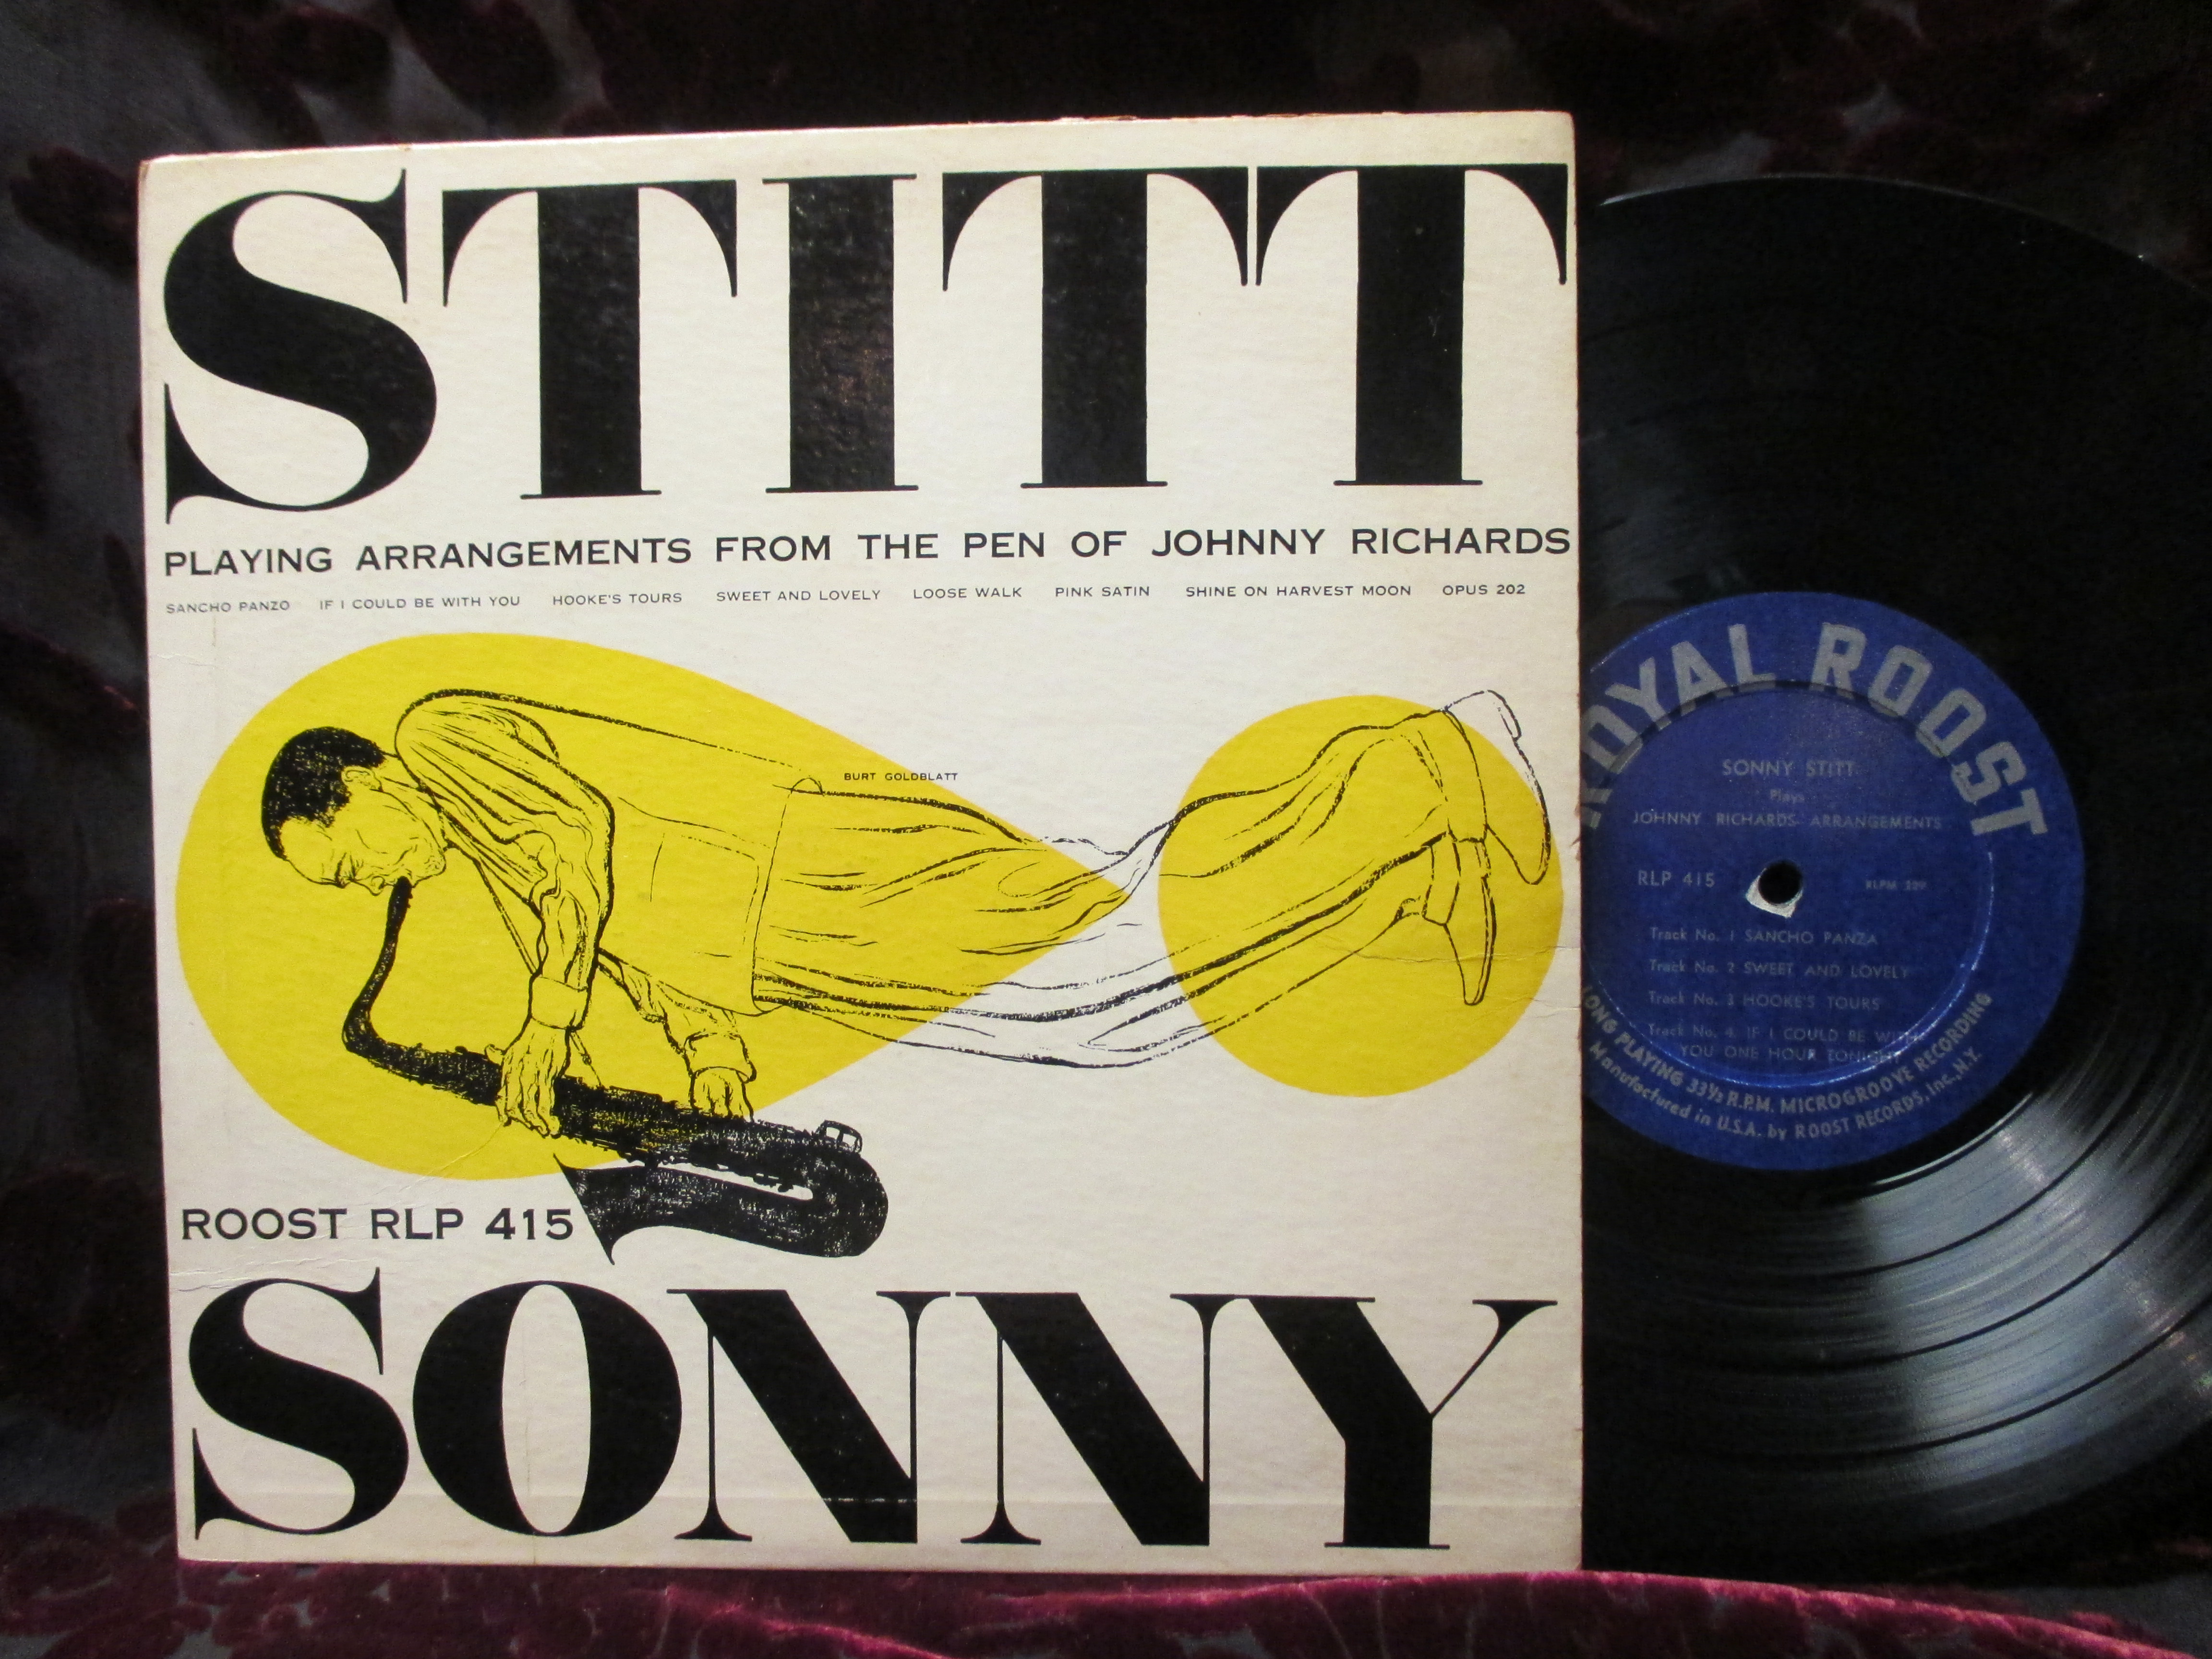 STITT
PLAYING ARRANGEMENTS FROM THE PEN OF JOHNNY RICHARDS
SANCHO PANZO IF I COULD BE WITH YOU HOOKE'S TOURS SWEET AND LOVELY LOOSE WALK PINK SATIN SHINE ON HARVEST MOON OPUS 202
BURT GOLDBLATT
ROOST RLP 415
SONNY
ROYAL ROOST
SONNY STITT
Plays
JOHNNY RICHARDS ARRANGEMENTS
RLP 415 RLPM 129
Track No. 1 SANCHO PANZA
Track No. 2 SWEET AND LOVELY
Track No. 3 HOOKE'S TOURS
Track No. 4 IF I COULD BE WITH
YOU ONE HOUR TONIGHT
LONG PLAYING 33⅓ R.P.M. MICROGROOVE RECORDING
Manufactured in U.S.A. by ROOST RECORDS, Inc., N.Y.